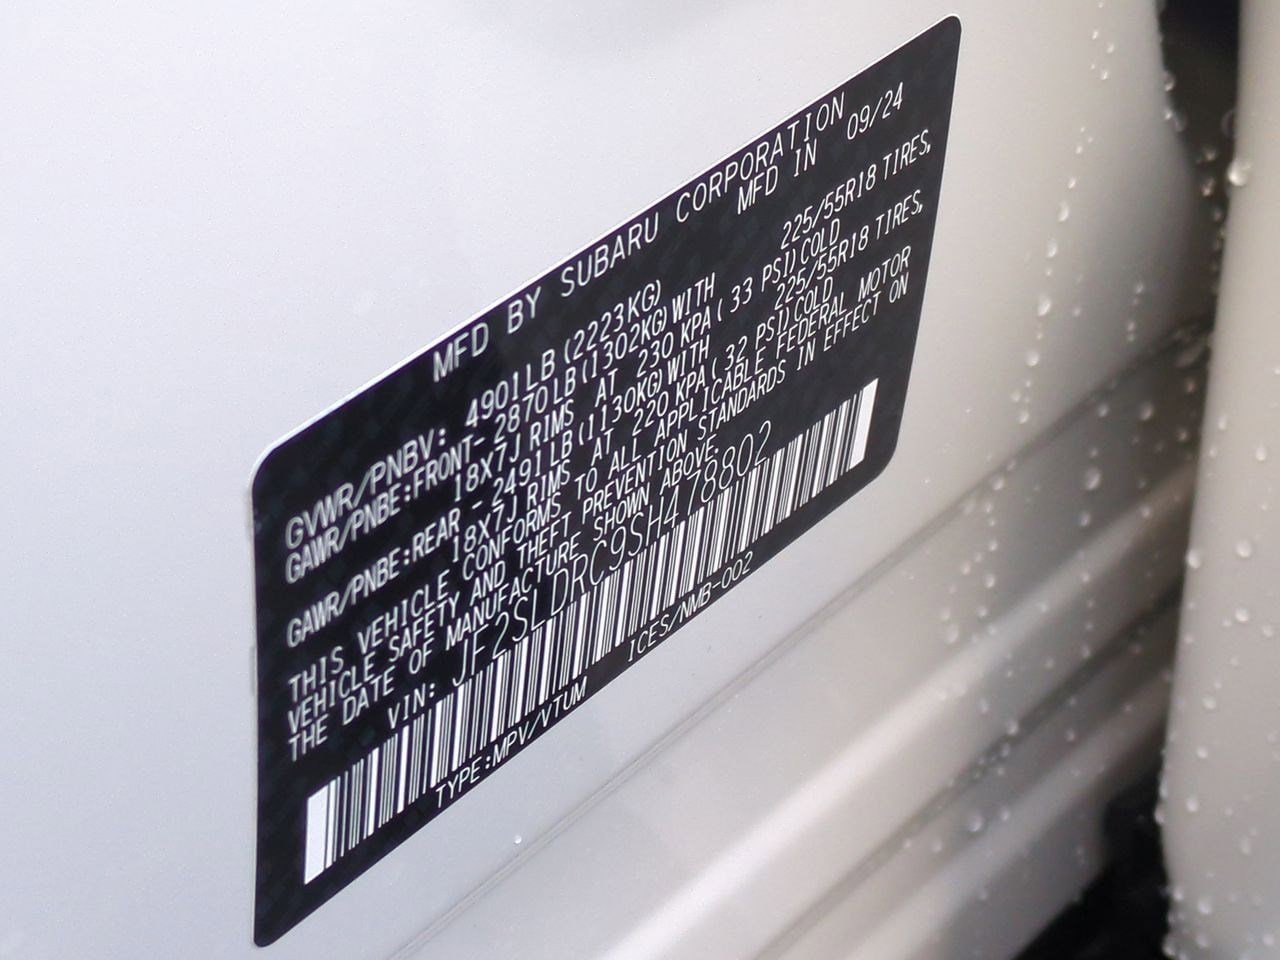 MFD BY SUBARU CORPORATION
MFD IN 09/24
GVWR/PNBV: 4901LB(2223KG)
GAWR/PNBE:FRONT-2870LB(1302KG)WITH 225/55R18 TIRES,
18X7J RIMS AT 230 KPA( 33 PSI)COLD
GAWR/PNBE:REAR -2491LB(1130KG)WITH 225/55R18 TIRES,
18X7J RIMS AT 220 KPA( 32 PSI)COLD
THIS VEHICLE CONFORMS TO ALL APPLICABLE FEDERAL MOTOR
VEHICLE SAFETY AND THEFT PREVENTION STANDARDS IN EFFECT ON
THE DATE OF MANUFACTURE SHOWN ABOVE.
VIN: JF2SLDRC9SH478802
TYPE:MPV/VTUM ICES/NMB-002